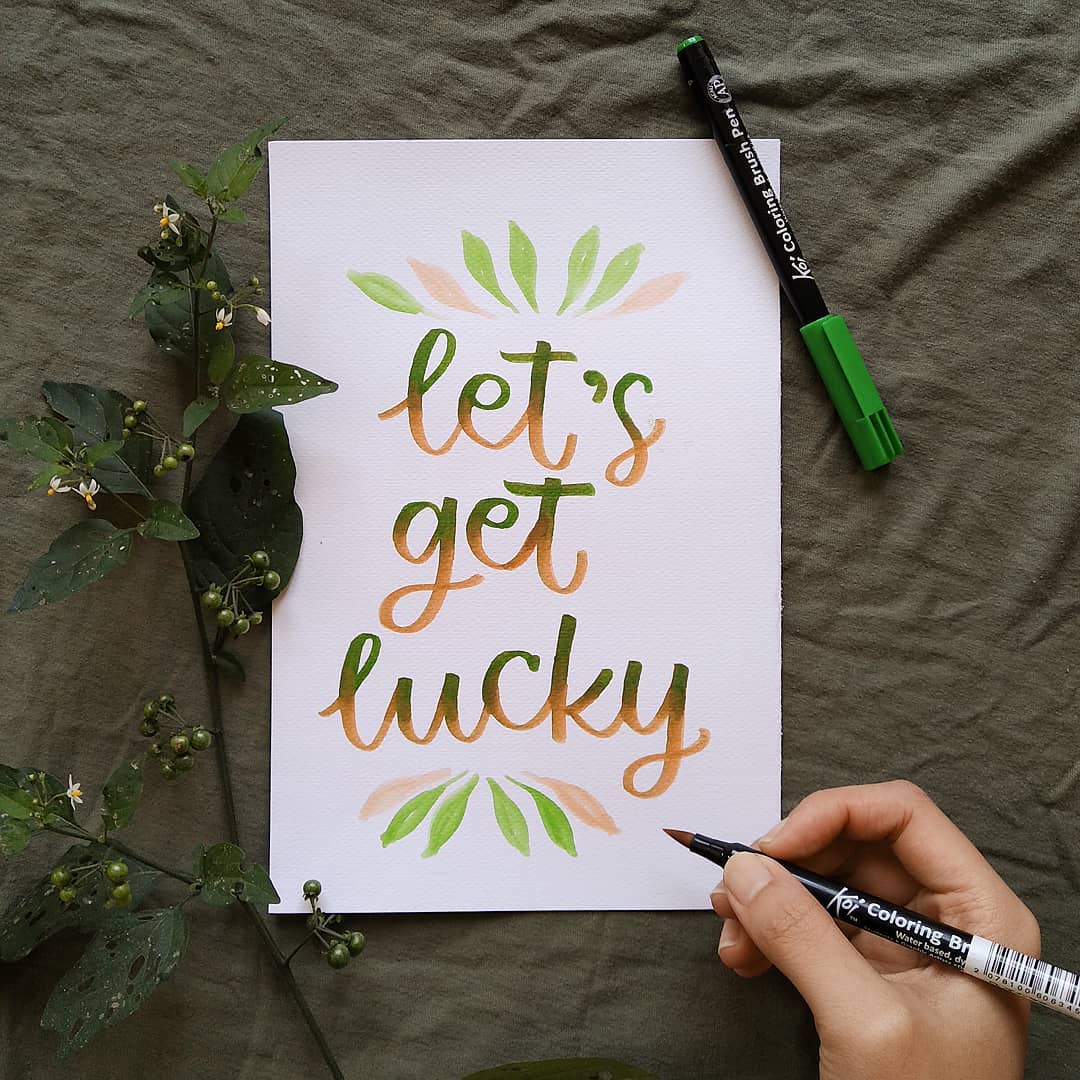 let's
get
lucky
Koi Coloring Brush Pen
Koi Coloring Br
Water based, dy